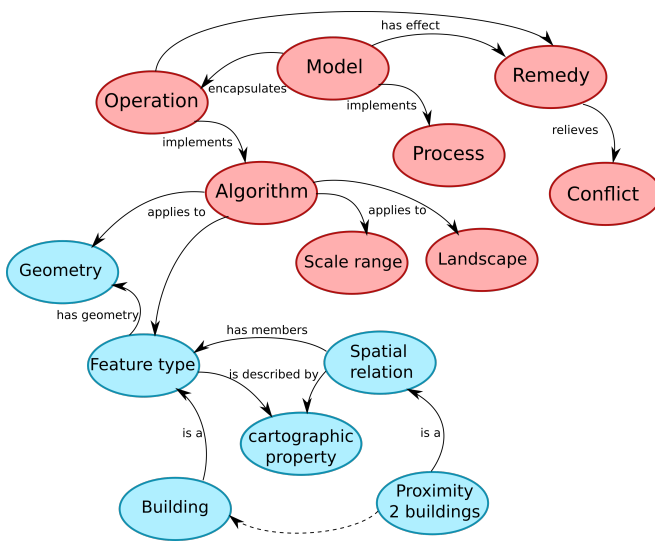 has effect
Model
Remedy
encapsulates
Operation
implements
relieves
implements
Process
Algorithm
Conflict
applies to
applies to
Geometry
Scale range
Landscape
has geometry
has members
Feature type
Spatial
relation
is described by
is a
is a
cartographic
property
Building
Proximity
2 buildings